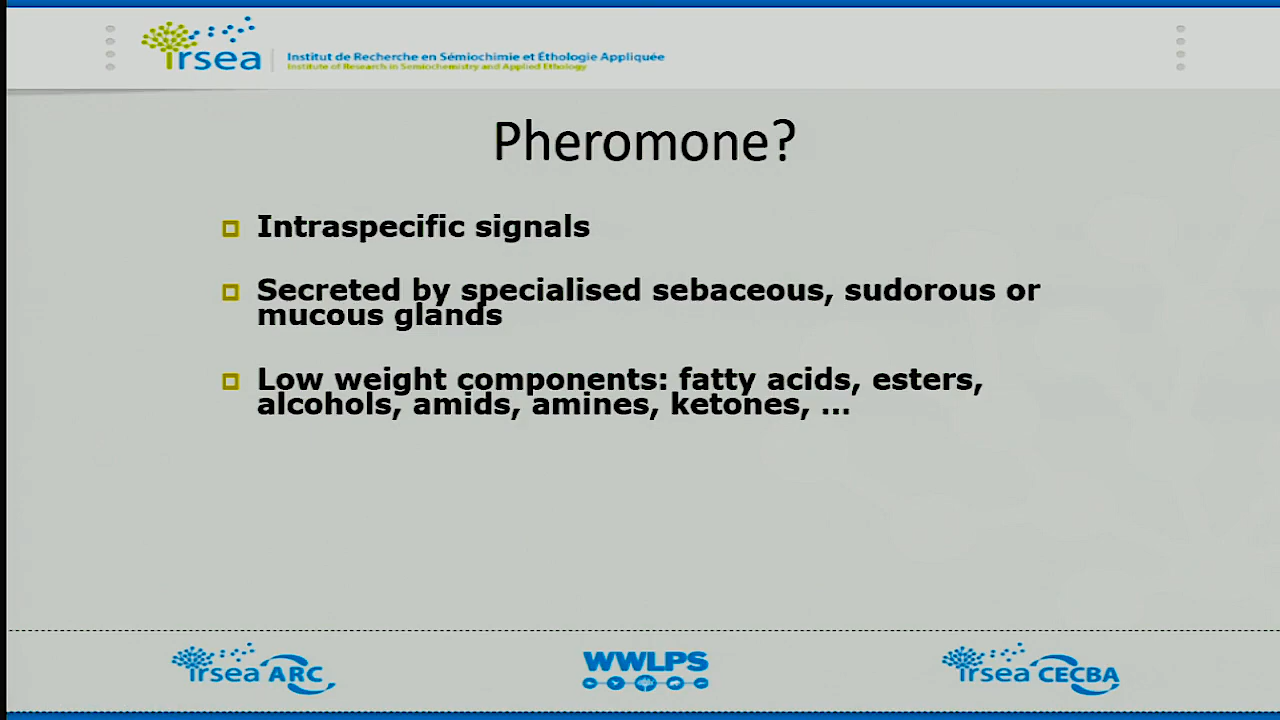 irsea
Institut de Recherche en Sémiochimie et Éthologie Appliquée
Institute of Research in Semiochemistry and Applied Ethology
Pheromone?
Intraspecific signals
Secreted by specialised sebaceous, sudorous or
mucous glands
Low weight components: fatty acids, esters,
alcohols, amids, amines, ketones, ...
irsea ARC
WWLPS
irsea CECBA